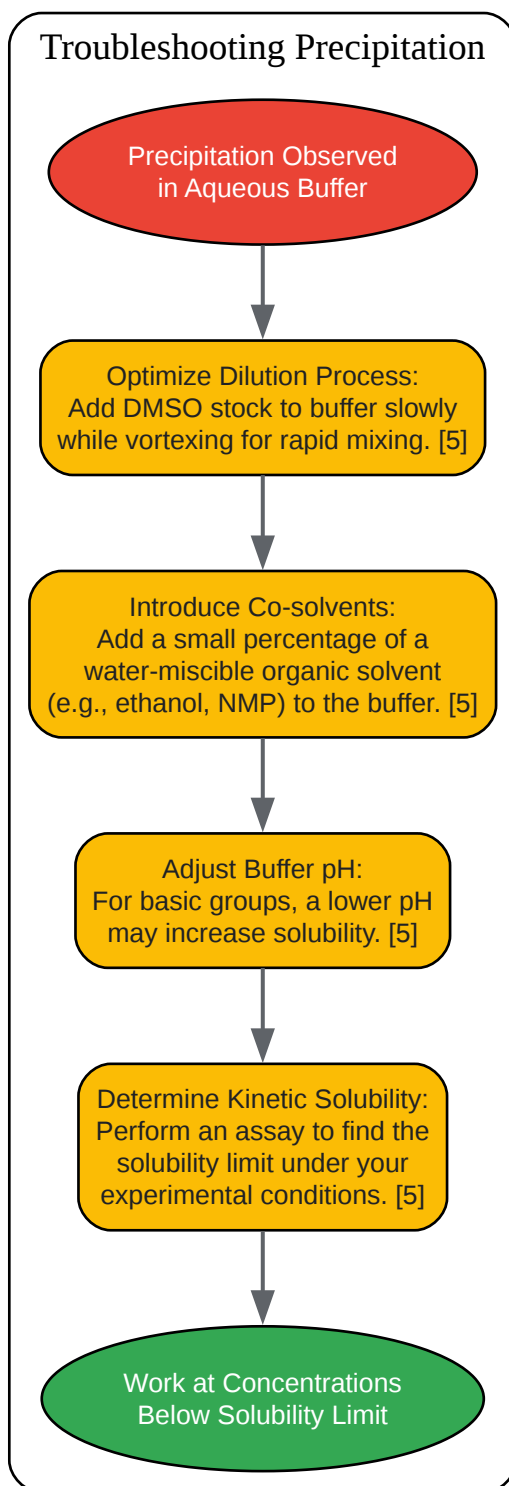 Troubleshooting Precipitation
Precipitation Observed
in Aqueous Buffer
Optimize Dilution Process:
Add DMSO stock to buffer slowly
while vortexing for rapid mixing. [5]
Introduce Co-solvents:
Add a small percentage of a
water-miscible organic solvent
(e.g., ethanol, NMP) to the buffer. [5]
Adjust Buffer pH:
For basic groups, a lower pH
may increase solubility. [5]
Determine Kinetic Solubility:
Perform an assay to find the
solubility limit under your
experimental conditions. [5]
Work at Concentrations
Below Solubility Limit